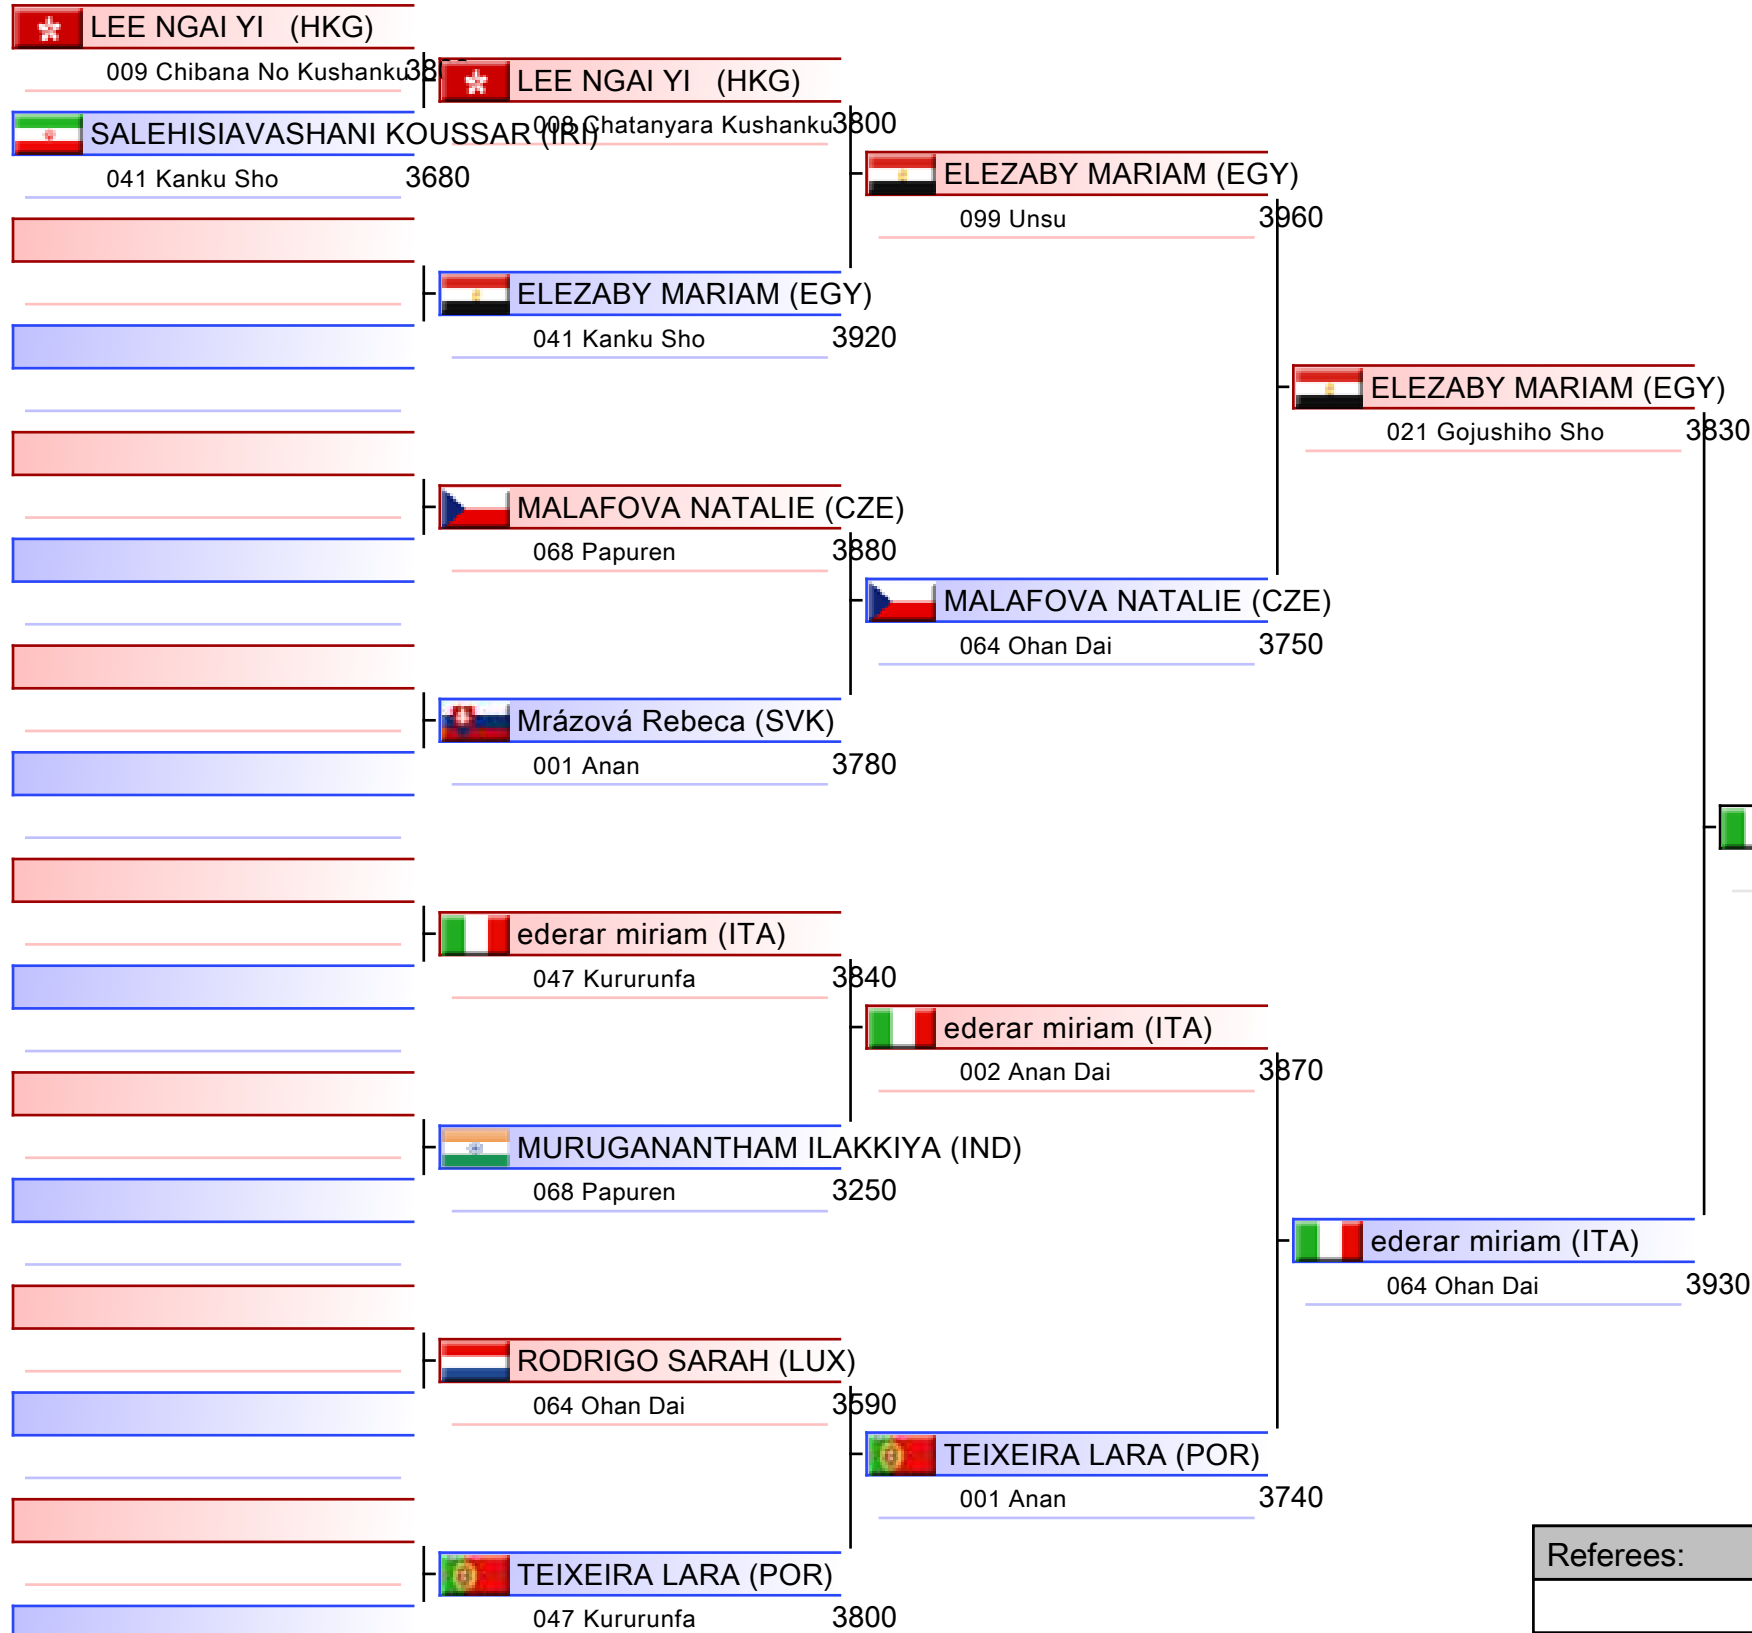 LEE NGAI YI (HKG)
009 Chibana No Kushanku
SALEHISIAVASHANI KOUSSAR (IRI)
041 Kanku Sho 3680
LEE NGAI YI (HKG)
008 Chatanyara Kushanku 3800
ELEZABY MARIAM (EGY)
041 Kanku Sho 3920
MALAFOVA NATALIE (CZE)
068 Papuren 3880
Mrázová Rebeca (SVK)
001 Anan 3780
ederar miriam (ITA)
047 Kururunfa 3840
MURUGANANTHAM ILAKKIYA (IND)
068 Papuren 3250
RODRIGO SARAH (LUX)
064 Ohan Dai 3590
TEIXEIRA LARA (POR)
047 Kururunfa 3800
ELEZABY MARIAM (EGY)
099 Unsu 3960
MALAFOVA NATALIE (CZE)
064 Ohan Dai 3750
ederar miriam (ITA)
002 Anan Dai 3870
TEIXEIRA LARA (POR)
001 Anan 3740
ELEZABY MARIAM (EGY)
021 Gojushiho Sho 3830
ederar miriam (ITA)
064 Ohan Dai 3930
Referees: